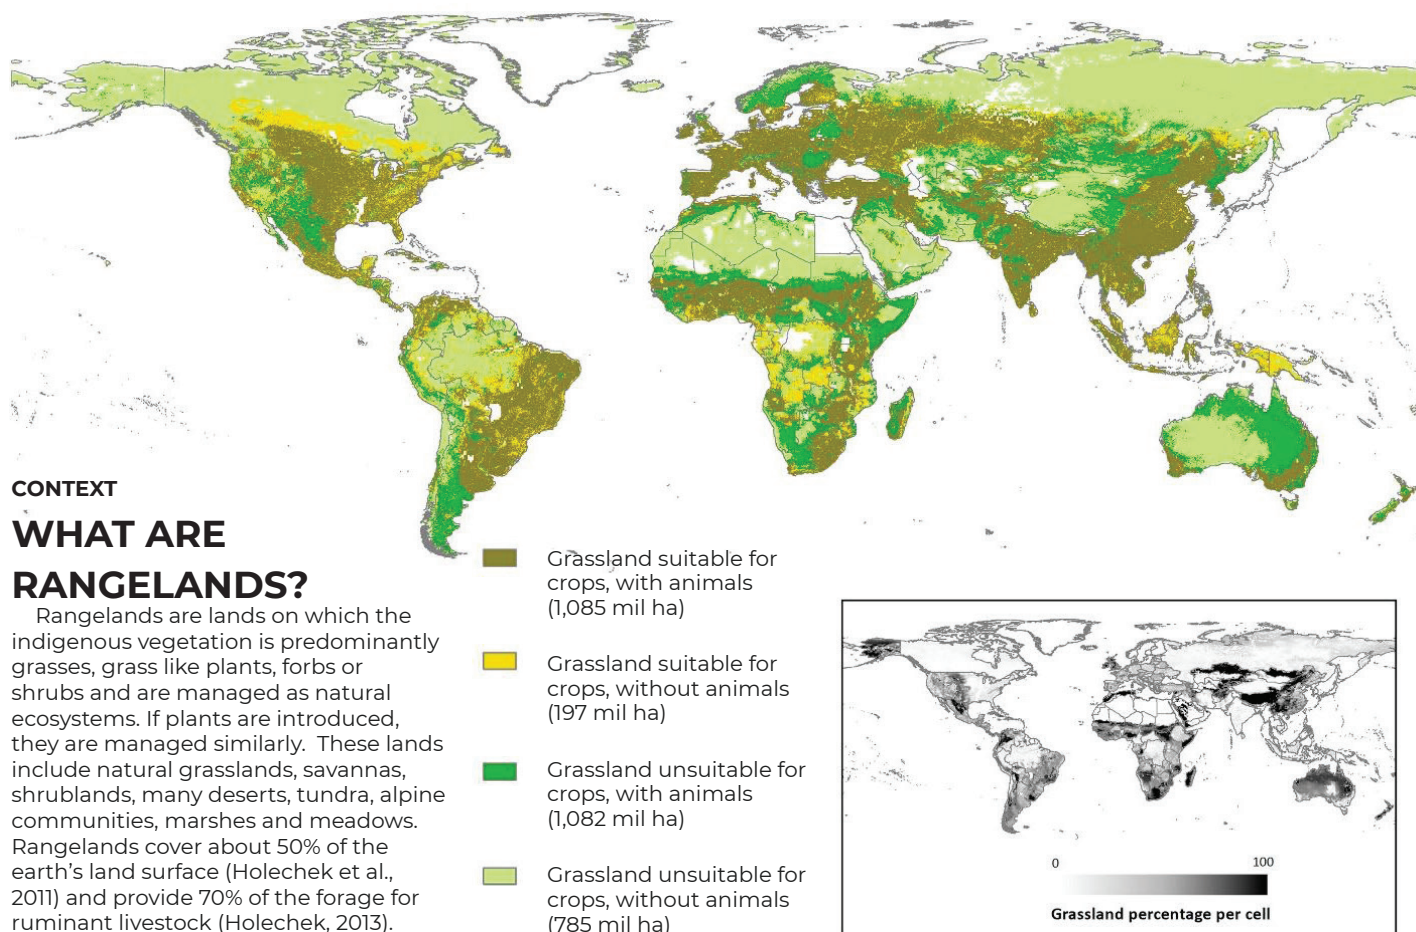 CONTEXT
WHAT ARE
RANGELANDS?
Rangelands are lands on which the
indigenous vegetation is predominantly
grasses, grass like plants, forbs or
shrubs and are managed as natural
ecosystems. If plants are introduced,
they are managed similarly. These lands
include natural grasslands, savannas,
shrublands, many deserts, tundra, alpine
communities, marshes and meadows.
Rangelands cover about 50% of the
earth's land surface (Holechek et al.,
2011) and provide 70% of the forage for
ruminant livestock (Holechek, 2013).
Grassland suitable for
crops, with animals
(1,085 mil ha)
Grassland suitable for
crops, without animals
(197 mil ha)
Grassland unsuitable for
crops, with animals
(1,082 mil ha)
Grassland unsuitable for
crops, without animals
(785 mil ha)
0 100
Grassland percentage per cell